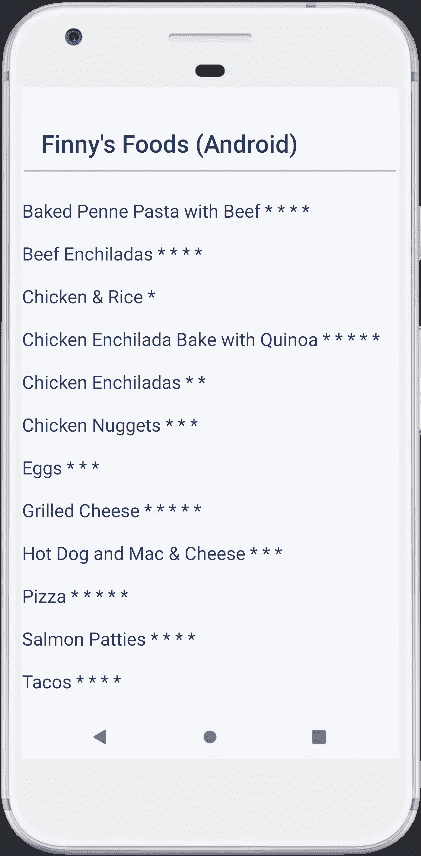 Finny's Foods (Android)
Baked Penne Pasta with Beef * * * *
Beef Enchiladas * * * *
Chicken & Rice *
Chicken Enchilada Bake with Quinoa * * * * *
Chicken Enchiladas * *
Chicken Nuggets * * *
Eggs * * *
Grilled Cheese * * * * *
Hot Dog and Mac & Cheese * * *
Pizza * * * * *
Salmon Patties * * * *
Tacos * * * *